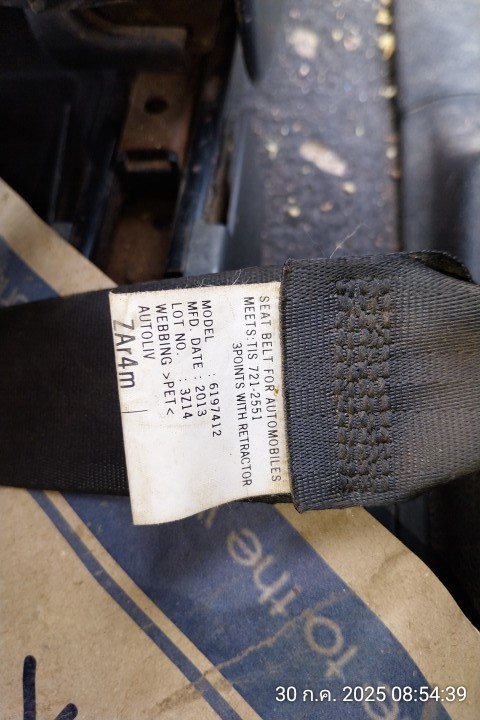 SEAT BELT FOR AUTOMOBILES
MEETS:TIS 721-2551
3POINTS WITH RETRACTOR
MODEL : 6197412
MFD. DATE : 2013
LOT NO. : 3Z14
WEBBING >PET<
AUTOLIV
ZAr4m
to the
30 ก.ค. 2025 08:54:39